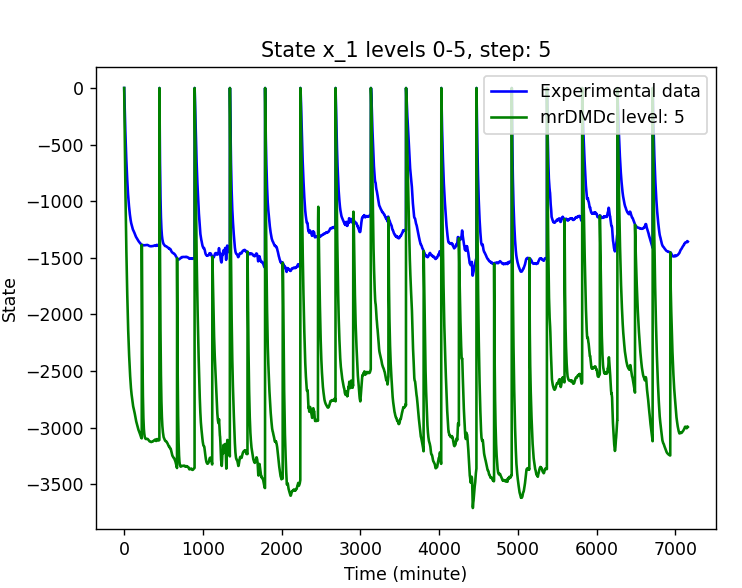 State x_1 levels 0-5, step: 5
Experimental data
mrDMDc level: 5
State
0
−500
−1000
−1500
−2000
−2500
−3000
−3500
0 1000 2000 3000 4000 5000 6000 7000
Time (minute)